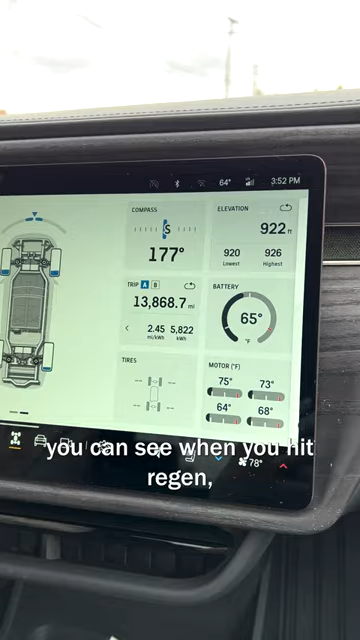 64° 3:52 PM
COMPASS
S
177°
ELEVATION
922 ft
920 926
Lowest Highest
TRIP A B
13,868.7 mi
2.45 5,822
mi/kWh kWh
BATTERY
65°
°F
TIRES
-- --
-- --
MOTOR (°F)
75° 73°
64° 68°
78°
you can see when you hit
regen,